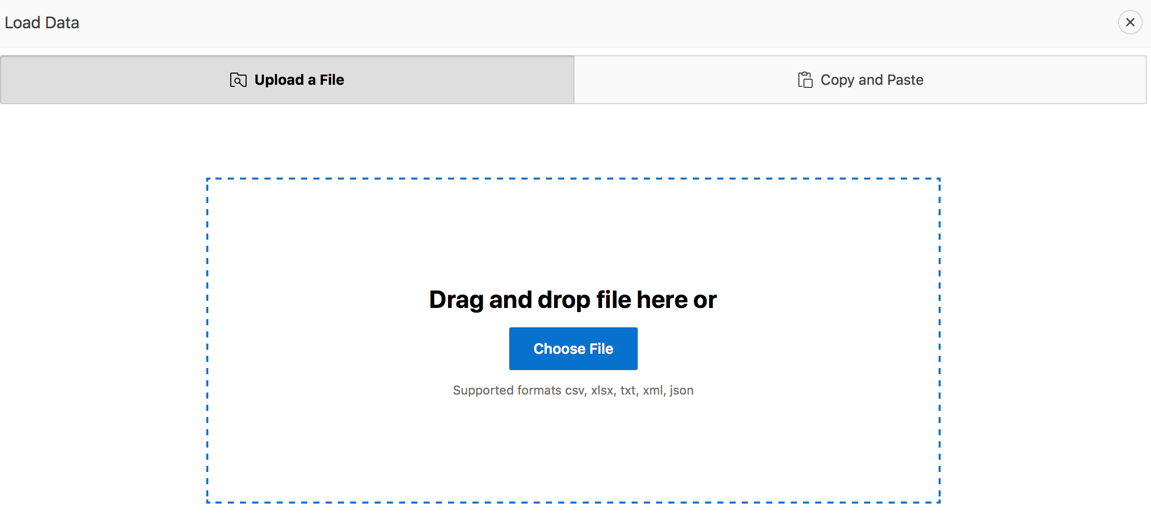 Load Data
Upload a File
Copy and Paste
Drag and drop file here or
Choose File
Supported formats csv, xlsx, txt, xml, json